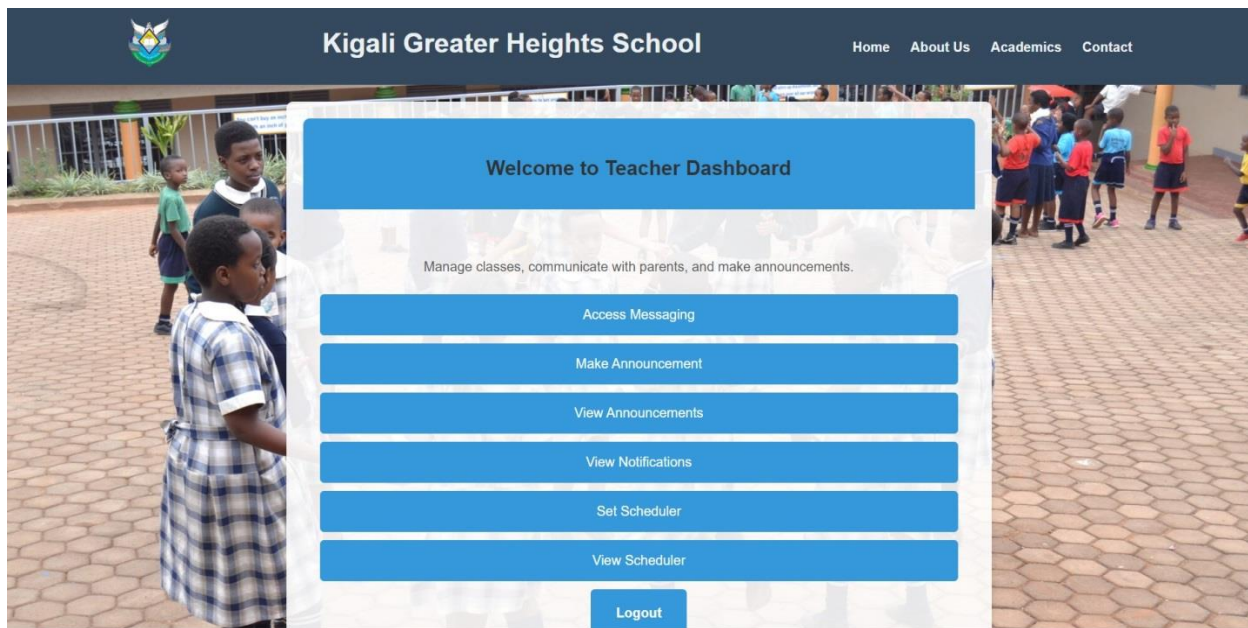 Kigali Greater Heights School
Home About Us Academics Contact
Welcome to Teacher Dashboard
Manage classes, communicate with parents, and make announcements.
Access Messaging
Make Announcement
View Announcements
View Notifications
Set Scheduler
View Scheduler
Logout